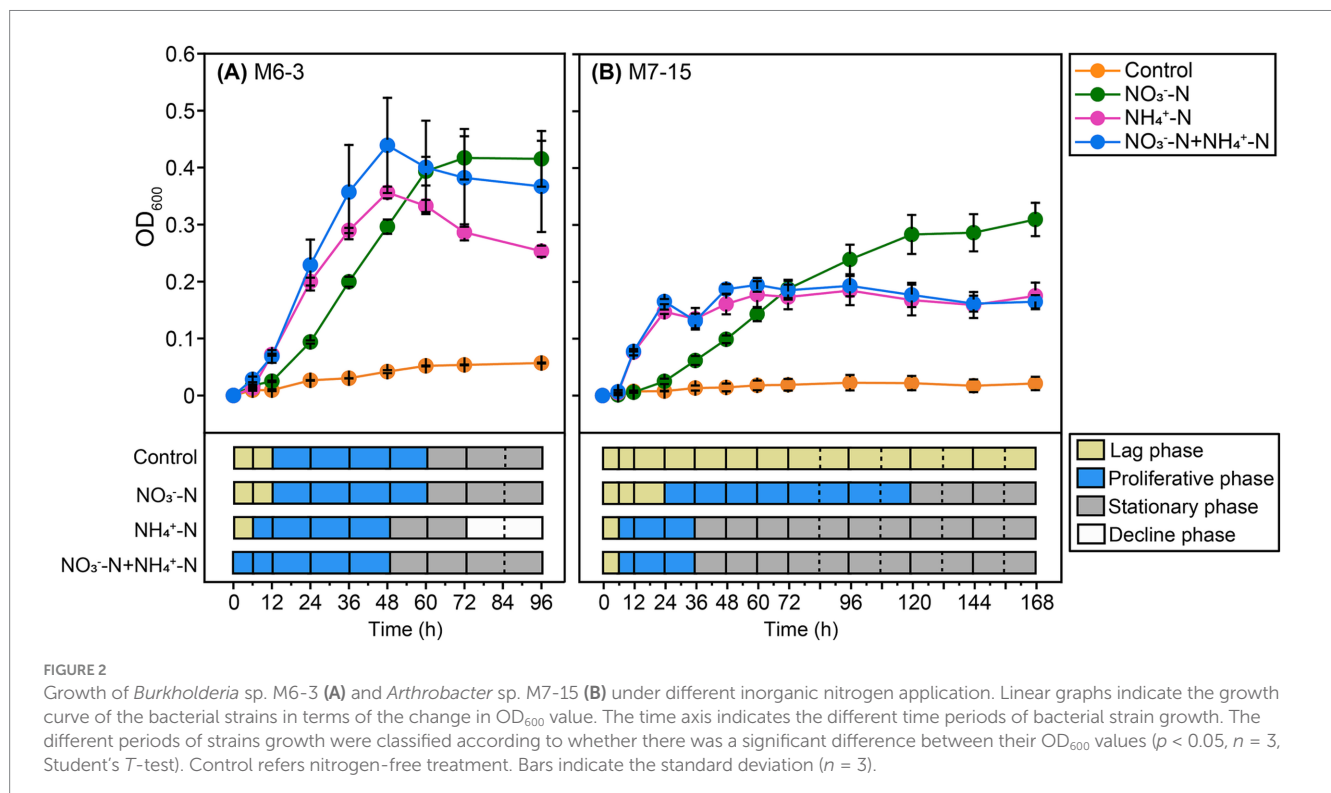 0.6
0.5
0.4
0.3
0.2
0.1
0
OD₆₀₀
(A) M6-3
(B) M7-15
Control
NO₃⁻-N
NH₄⁺-N
NO₃⁻-N+NH₄⁺-N
Control
NO₃⁻-N
NH₄⁺-N
NO₃⁻-N+NH₄⁺-N
Lag phase
Proliferative phase
Stationary phase
Decline phase
0 12 24 36 48 60 72 84 96
Time (h)
0 12 24 36 48 60 72 96 120 144 168
Time (h)
FIGURE 2
Growth of Burkholderia sp. M6-3 (A) and Arthrobacter sp. M7-15 (B) under different inorganic nitrogen application. Linear graphs indicate the growth
curve of the bacterial strains in terms of the change in OD₆₀₀ value. The time axis indicates the different time periods of bacterial strain growth. The
different periods of strains growth were classified according to whether there was a significant difference between their OD₆₀₀ values (p < 0.05, n = 3,
Student's T-test). Control refers nitrogen-free treatment. Bars indicate the standard deviation (n = 3).